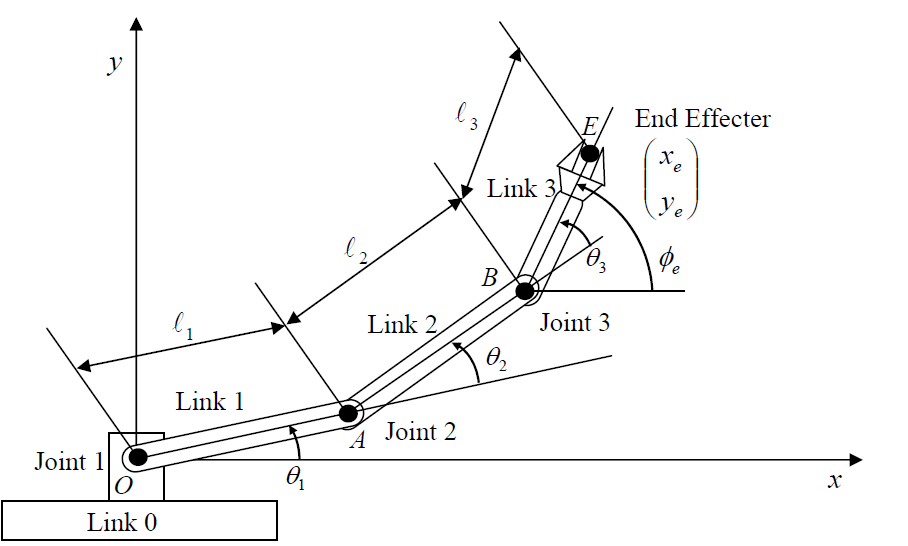 y
ℓ3
E
End Effecter
xe
ye
Link 3
ℓ2
θ3
ϕe
B
ℓ1
Link 2
Joint 3
θ2
Link 1
A
Joint 2
Joint 1
O
θ1
x
Link 0